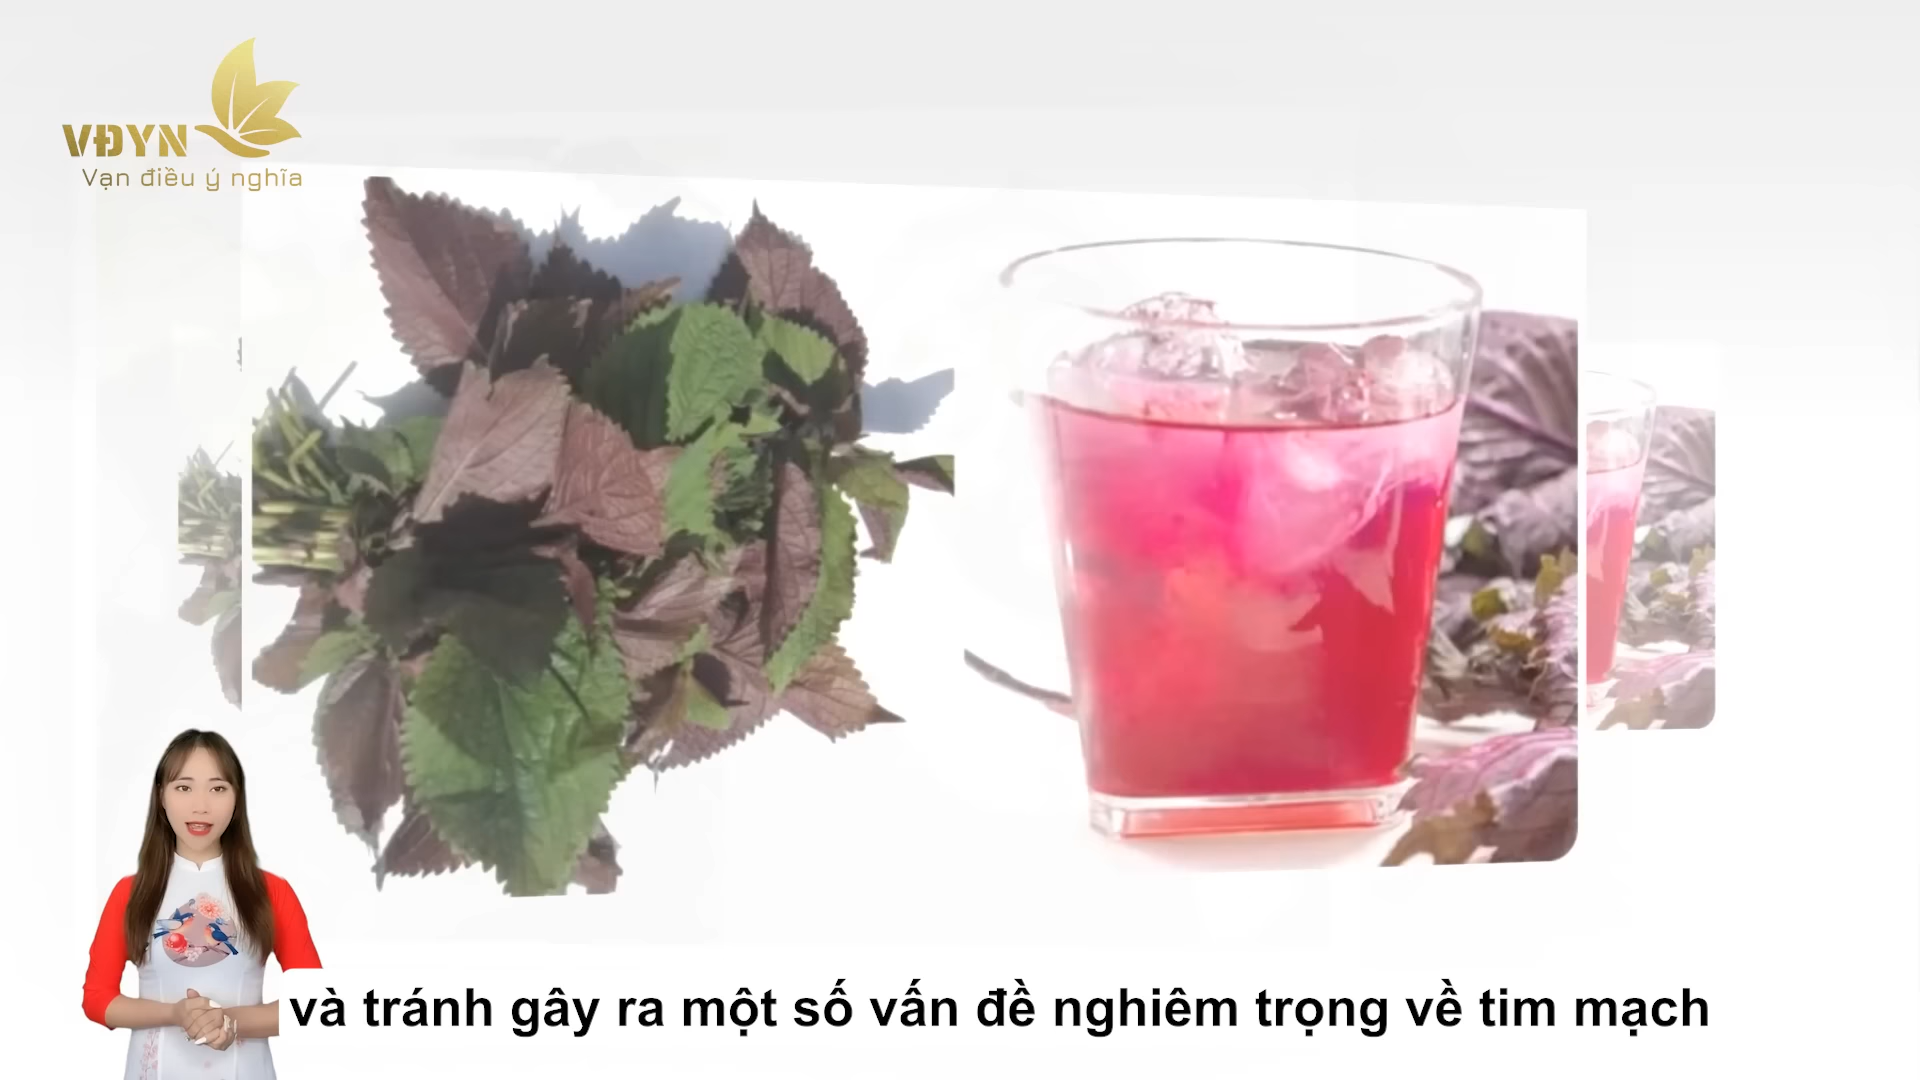 VĐYN
Vạn điều ý nghĩa
và tránh gây ra một số vấn đề nghiêm trọng về tim mạch